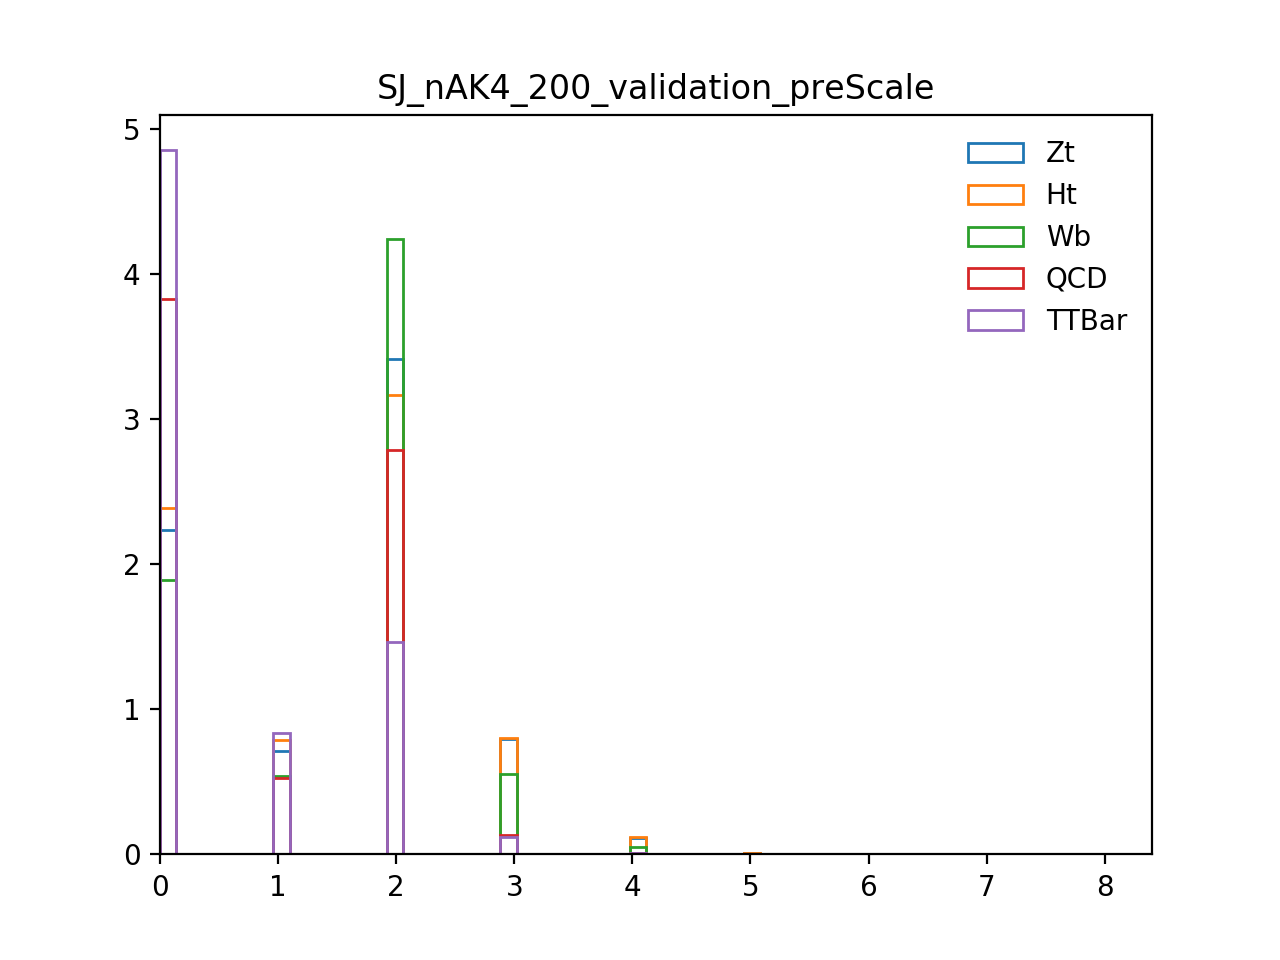 SJ_nAK4_200_validation_preScale
5
4
3
2
1
0
0 1 2 3 4 5 6 7 8
Zt
Ht
Wb
QCD
TTBar